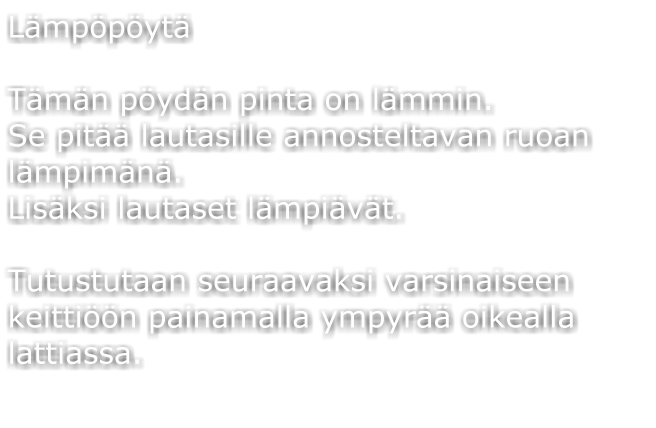 Lämpöpöytä
Tämän pöydän pinta on lämmin.
Se pitää lautasille annosteltavan ruoan
lämpimänä.
Lisäksi lautaset lämpiävät.
Tutustutaan seuraavaksi varsinaiseen
keittiöön painamalla ympyrää oikealla
lattiassa.